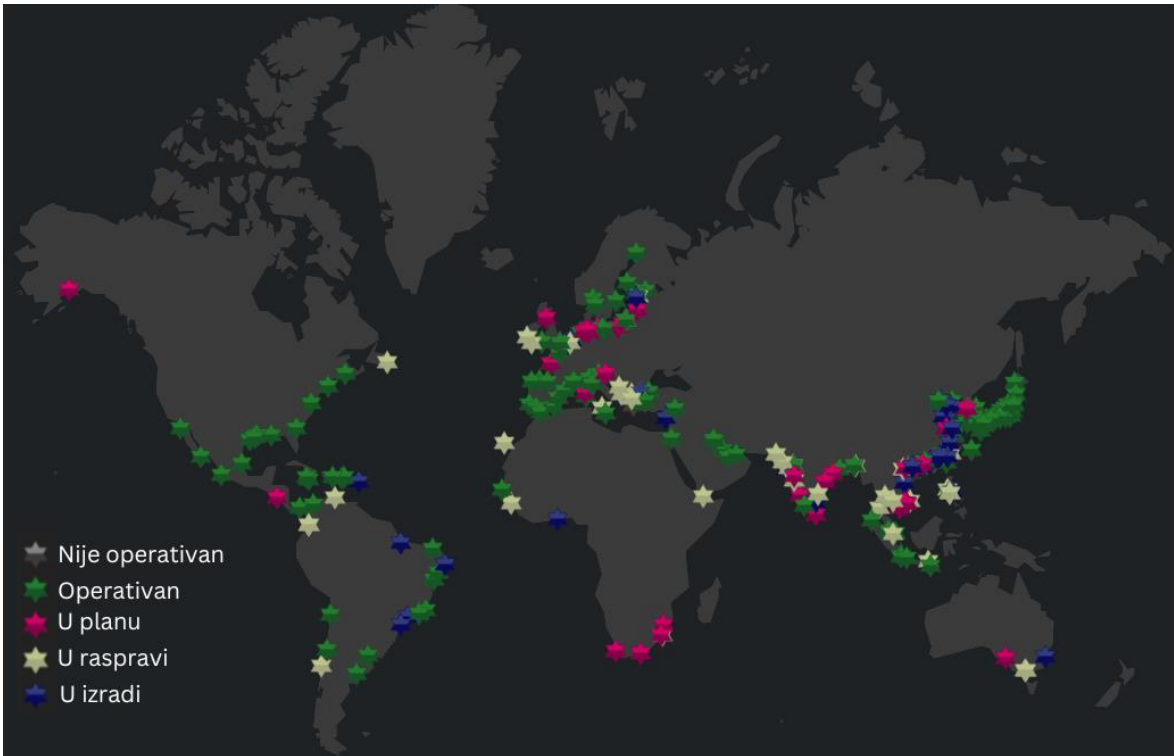 Nije operativan
Operativan
U planu
U raspravi
U izradi